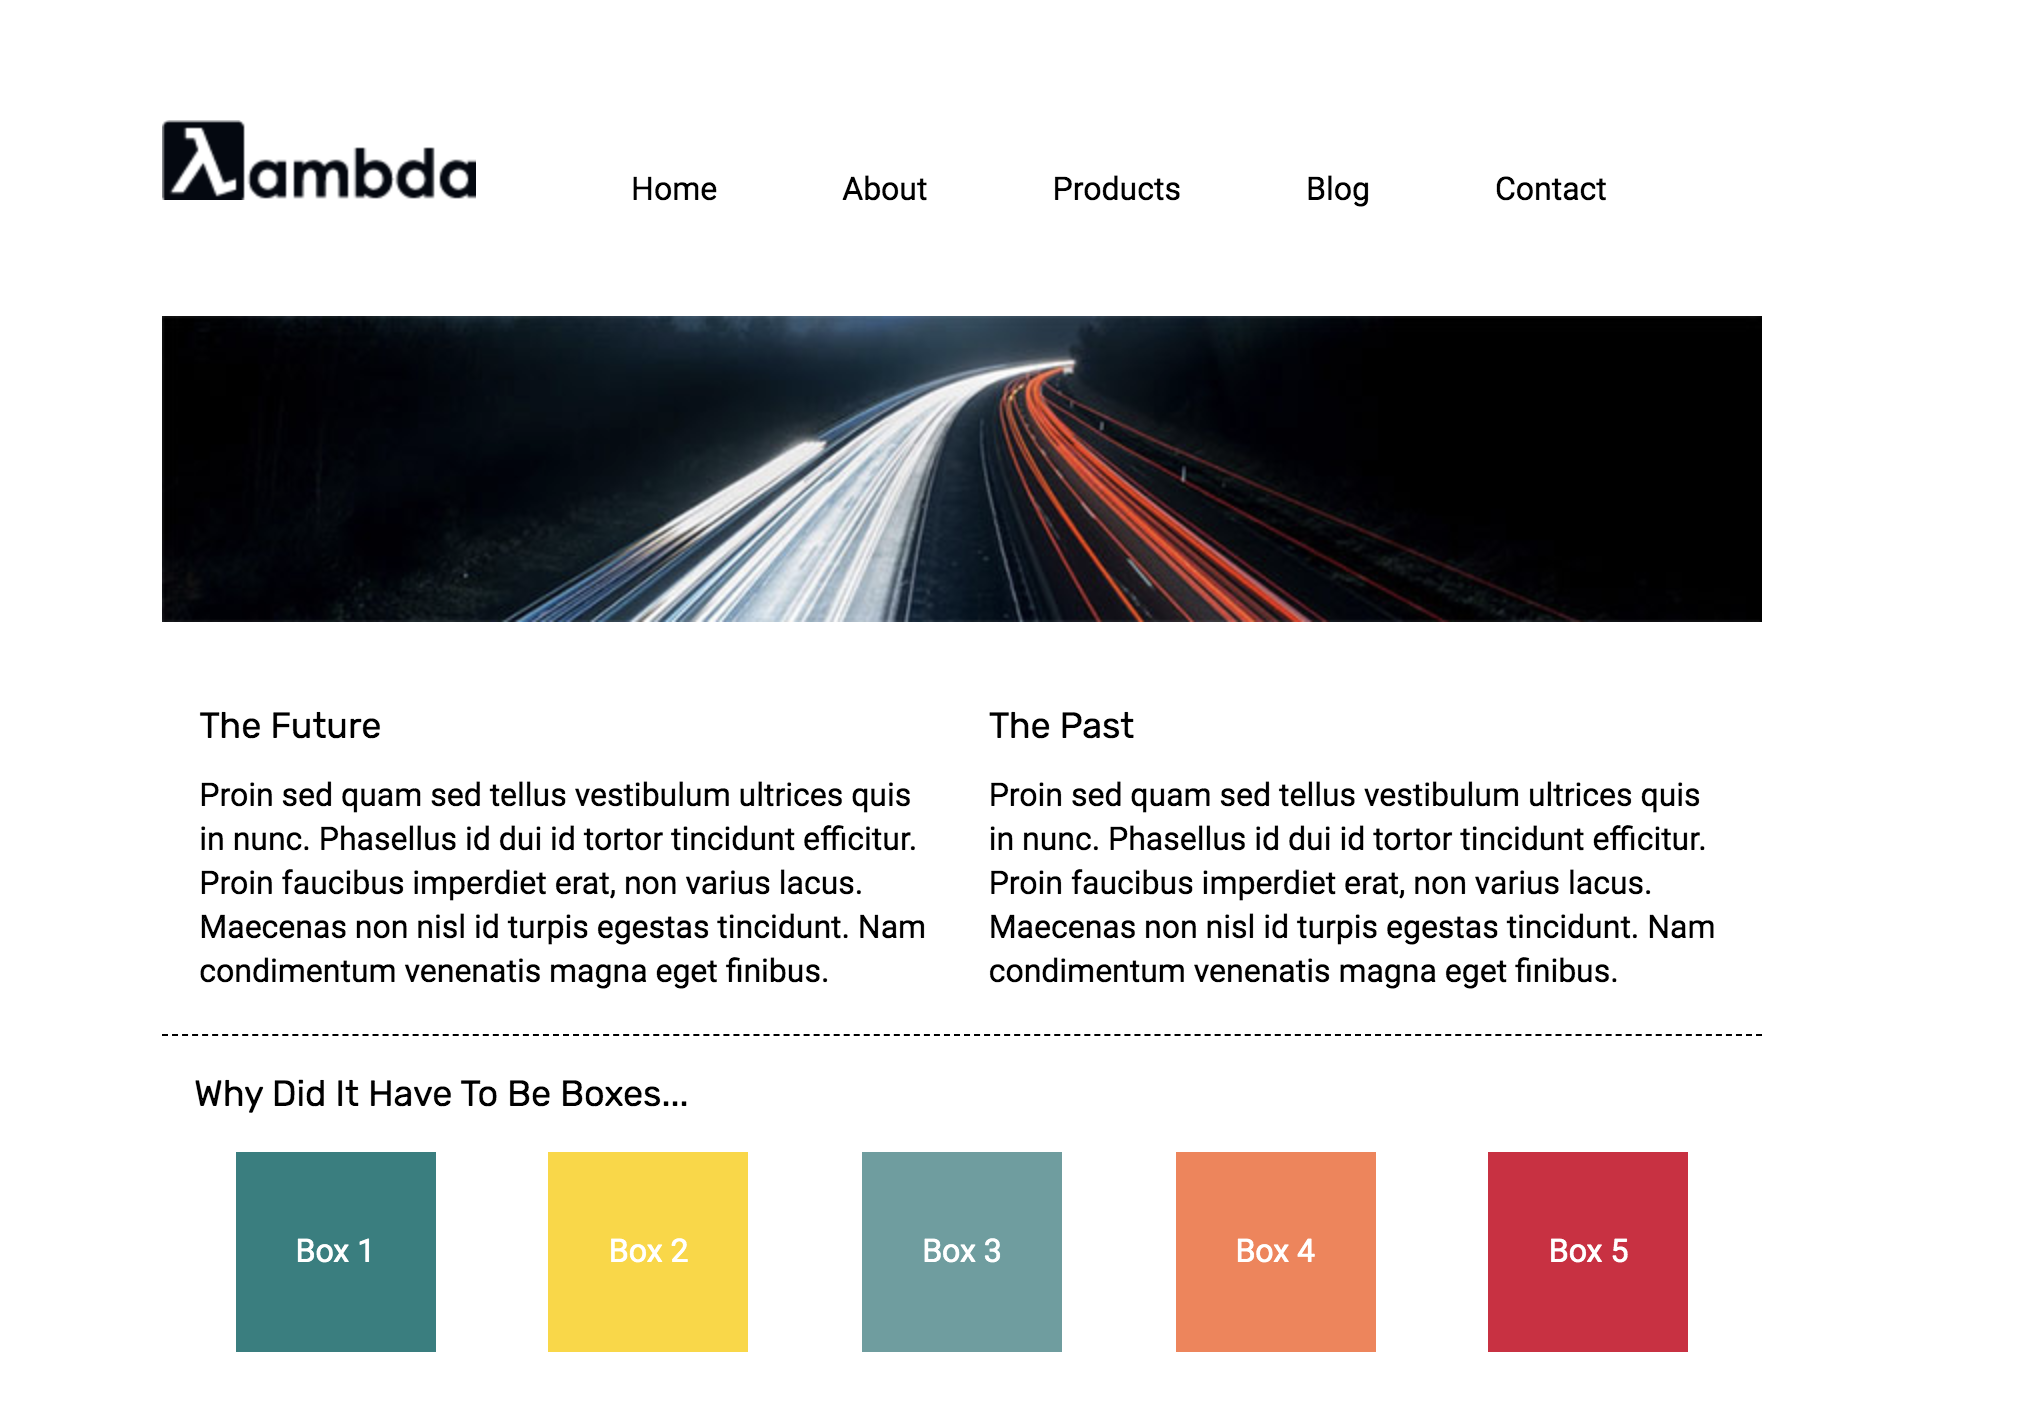 λambda
Home About Products Blog Contact
The Future
Proin sed quam sed tellus vestibulum ultrices quis
in nunc. Phasellus id dui id tortor tincidunt efficitur.
Proin faucibus imperdiet erat, non varius lacus.
Maecenas non nisl id turpis egestas tincidunt. Nam
condimentum venenatis magna eget finibus.
The Past
Proin sed quam sed tellus vestibulum ultrices quis
in nunc. Phasellus id dui id tortor tincidunt efficitur.
Proin faucibus imperdiet erat, non varius lacus.
Maecenas non nisl id turpis egestas tincidunt. Nam
condimentum venenatis magna eget finibus.
Why Did It Have To Be Boxes...
Box 1 Box 2 Box 3 Box 4 Box 5